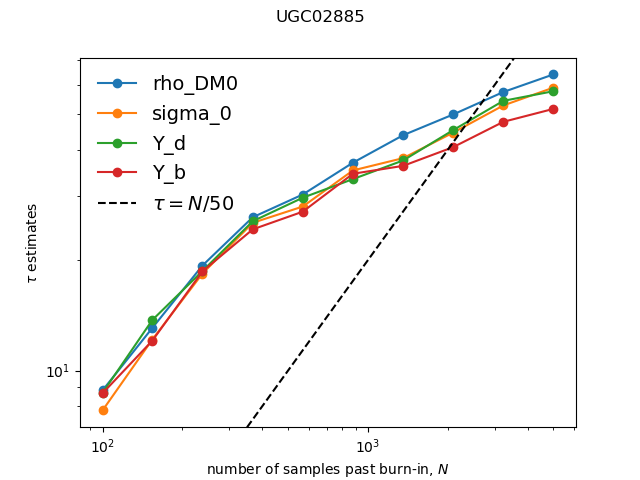 UGC02885
rho_DM0
sigma_0
Y_d
Y_b
τ = N/50
τ estimates
10¹
10² 10³
number of samples past burn-in, N